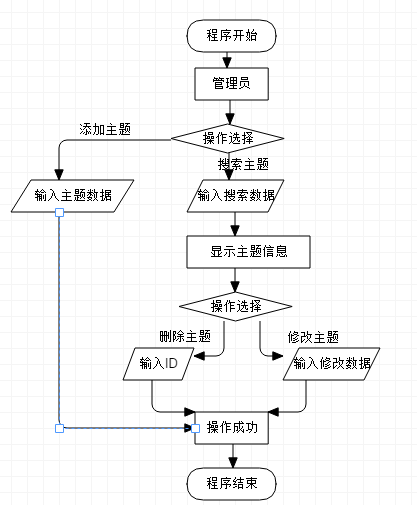 程序开始
管理员
添加主题
操作选择
搜索主题
输入主题数据
输入搜索数据
显示主题信息
操作选择
删除主题
修改主题
输入ID
输入修改数据
操作成功
程序结束